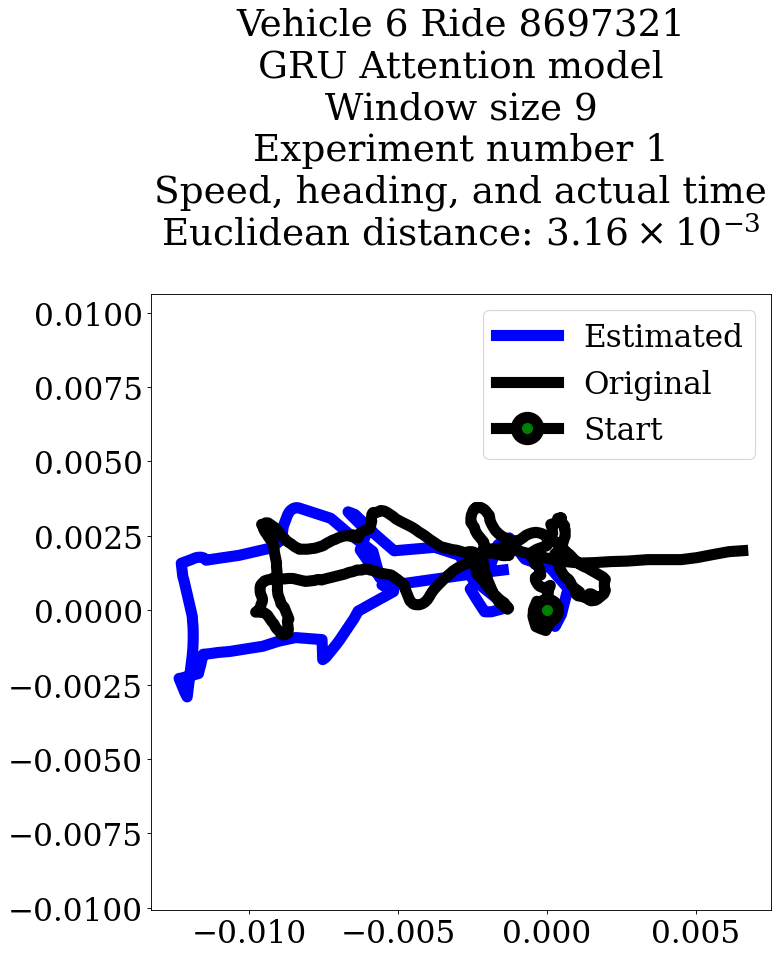 Vehicle 6 Ride 8697321
GRU Attention model
Window size 9
Experiment number 1
Speed, heading, and actual time
Euclidean distance: 3.16 × 10⁻³
Estimated
Original
Start
0.0100
0.0075
0.0050
0.0025
0.0000
−0.0025
−0.0050
−0.0075
−0.0100
−0.010
−0.005
0.000
0.005